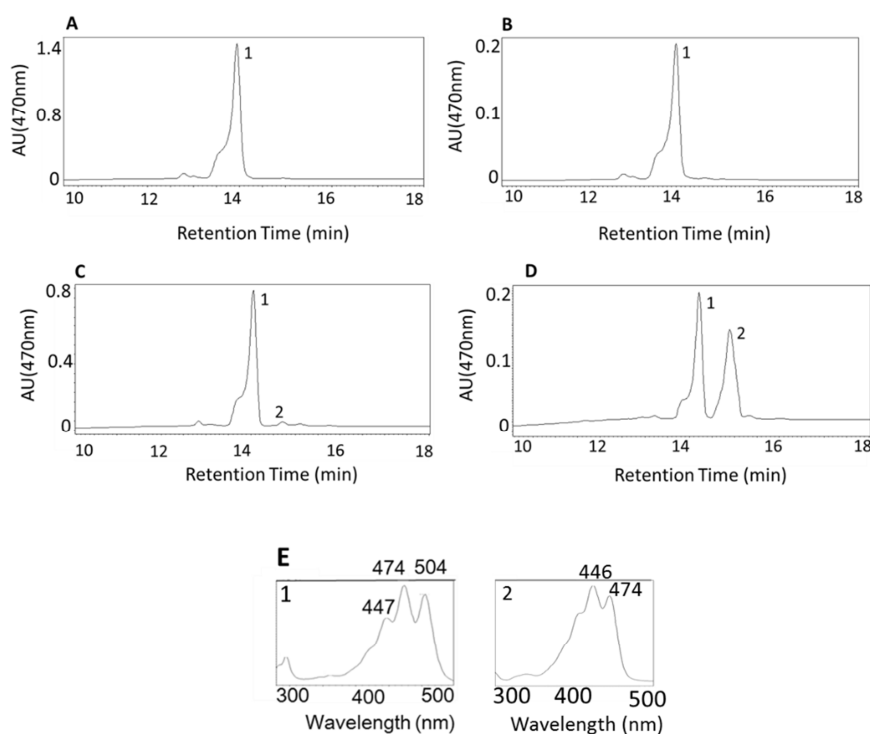 A
AU(470nm)
1.4
0.8
0
1
10 12 14 16 18
Retention Time (min)
B
AU(470nm)
0.2
0.1
0
1
10 12 14 16 18
Retention Time (min)
C
AU(470nm)
0.8
0.4
0
1
2
10 12 14 16 18
Retention Time (min)
D
AU(470nm)
0.2
0.1
0
1
2
10 12 14 16 18
Retention Time (min)
E
1
474 504
447
300 400 500
Wavelength (nm)
2
446
474
300 400 500
Wavelength (nm)